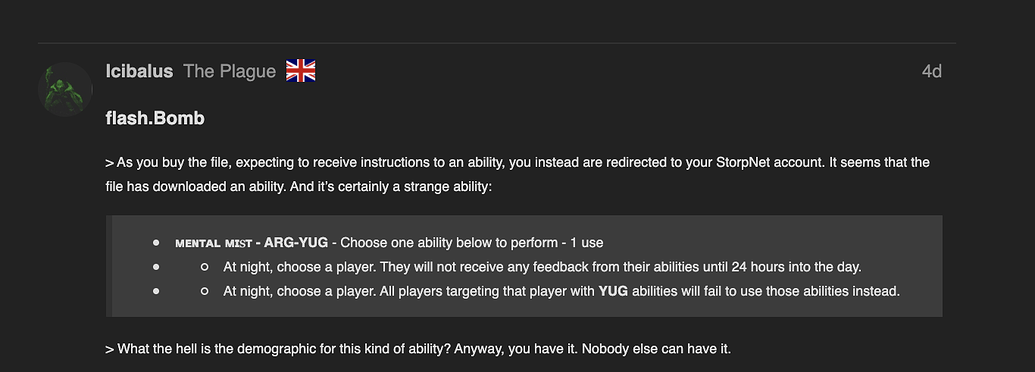 Icibalus The Plague 4d
flash.Bomb
> As you buy the file, expecting to receive instructions to an ability, you instead are redirected to your StorpNet account. It seems that the
file has downloaded an ability. And it’s certainly a strange ability:
• ᴍᴇɴᴛᴀʟ ᴍɪꜱᴛ - ARG-YUG - Choose one ability below to perform - 1 use
• ○ At night, choose a player. They will not receive any feedback from their abilities until 24 hours into the day.
• ○ At night, choose a player. All players targeting that player with YUG abilities will fail to use those abilities instead.
> What the hell is the demographic for this kind of ability? Anyway, you have it. Nobody else can have it.